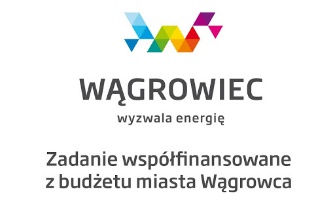 WĄGROWIEC
wyzwala energię
Zadanie współfinansowane
z budżetu miasta Wągrowca